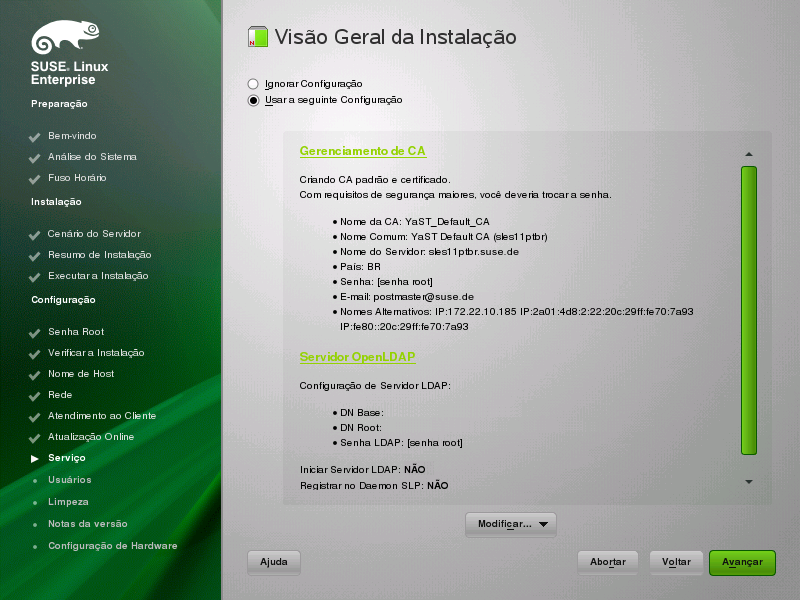 SUSE. Linux
Enterprise
Preparação
Bem-vindo
Análise do Sistema
Fuso Horário
Instalação
Cenário do Servidor
Resumo de Instalação
Executar a Instalação
Configuração
Senha Root
Verificar a Instalação
Nome de Host
Rede
Atendimento ao Cliente
Atualização Online
Serviço
Usuários
Limpeza
Notas da versão
Configuração de Hardware
Visão Geral da Instalação
Ignorar Configuração
Usar a seguinte Configuração
Gerenciamento de CA
Criando CA padrão e certificado.
Com requisitos de segurança maiores, você deveria trocar a senha.
• Nome da CA: YaST_Default_CA
• Nome Comum: YaST Default CA (sles11ptbr)
• Nome do Servidor: sles11ptbr.suse.de
• País: BR
• Senha: [senha root]
• E-mail: postmaster@suse.de
• Nomes Alternativos: IP:172.22.10.185 IP:2a01:4d8:2:22:20c:29ff:fe70:7a93
IP:fe80::20c:29ff:fe70:7a93
Servidor OpenLDAP
Configuração de Servidor LDAP:
• DN Base:
• DN Root:
• Senha LDAP: [senha root]
Iniciar Servidor LDAP: NÃO
Registrar no Daemon SLP: NÃO
Modificar...
Ajuda
Abortar
Voltar
Avançar